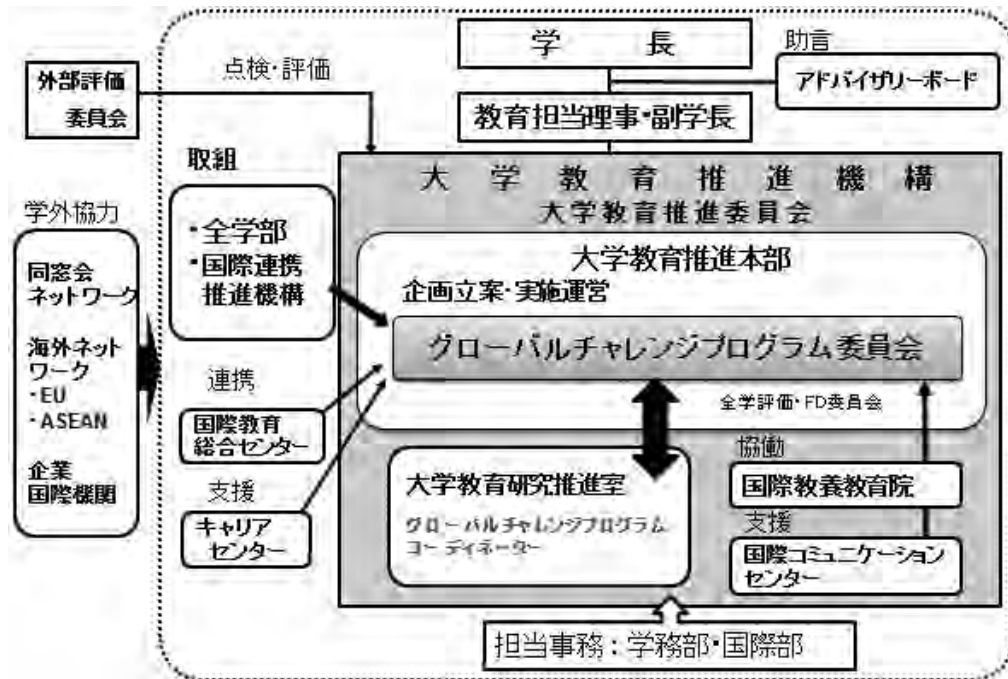 学長
助言
アドバイザリーボード
点検・評価
外部評価
委員会
教育担当理事・副学長
取組
・全学部
・国際連携
推進機構
大学教育推進機構
大学教育推進委員会
大学教育推進本部
企画立案・実施運営
グローバルチャレンジプログラム委員会
全学評価・FD委員会
学外協力
同窓会
ネットワーク
海外ネット
ワーク
・EU
・ASEAN
企業
国際機関
連携
国際教育
総合センター
支援
キャリア
センター
大学教育研究推進室
グローバルチャレンジプログラム
コーディネーター
協働
国際教養教育院
支援
国際コミュニケーション
センター
担当事務：学務部・国際部